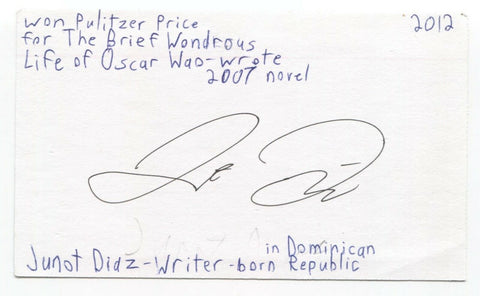 won Pulitzer Price
2012
for The Brief Wondrous
Life of Oscar Wao-wrote
2007 novel
in Dominican
Junot Diaz-Writer-born Republic